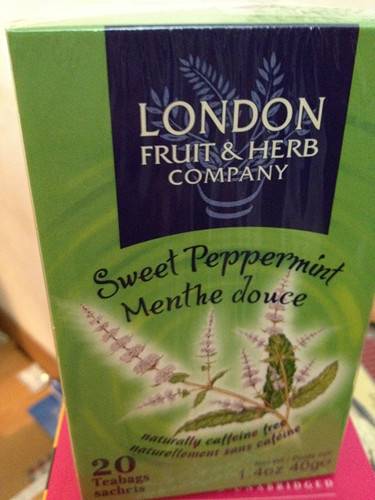 LONDON
FRUIT & HERB
COMPANY
Sweet Peppermint
Menthe douce
naturally caffeine free
naturellement sans caféine
20
Teabags
sachets
1.4oz 40g℮
UNABRIDGED